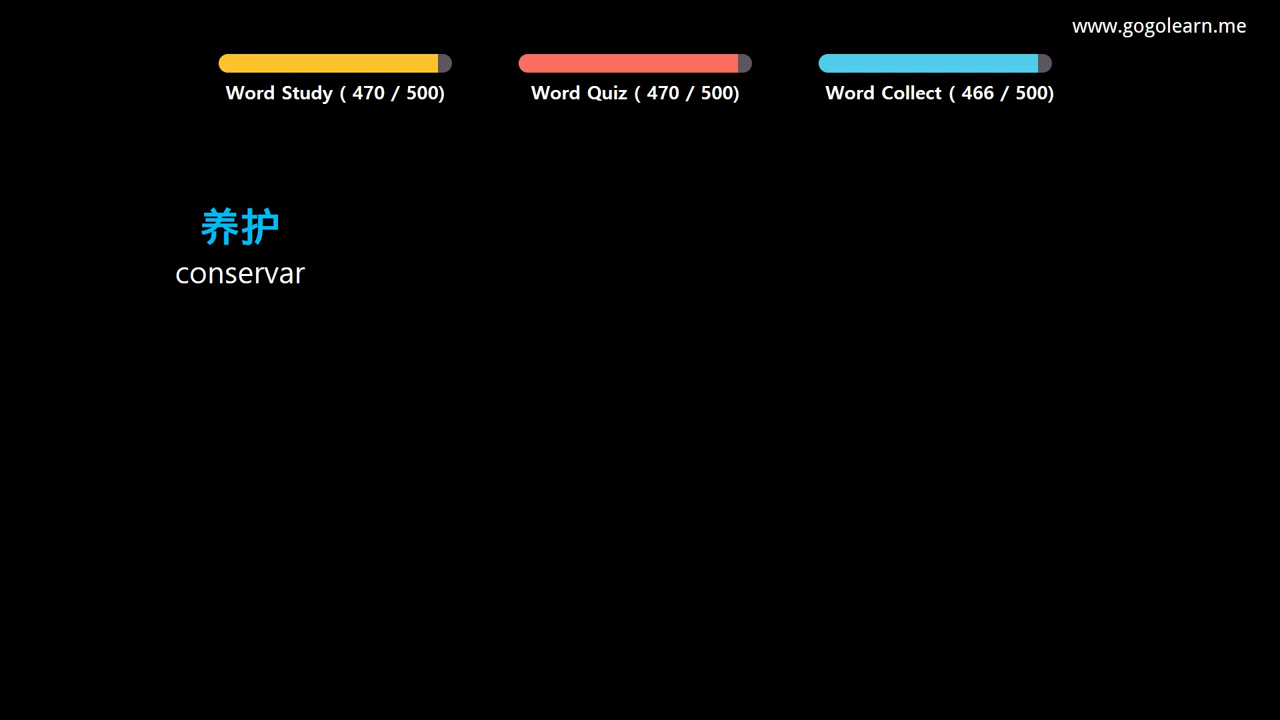 www.gogolearn.me
Word Study ( 470 / 500)
Word Quiz ( 470 / 500)
Word Collect ( 466 / 500)
养护
conservar